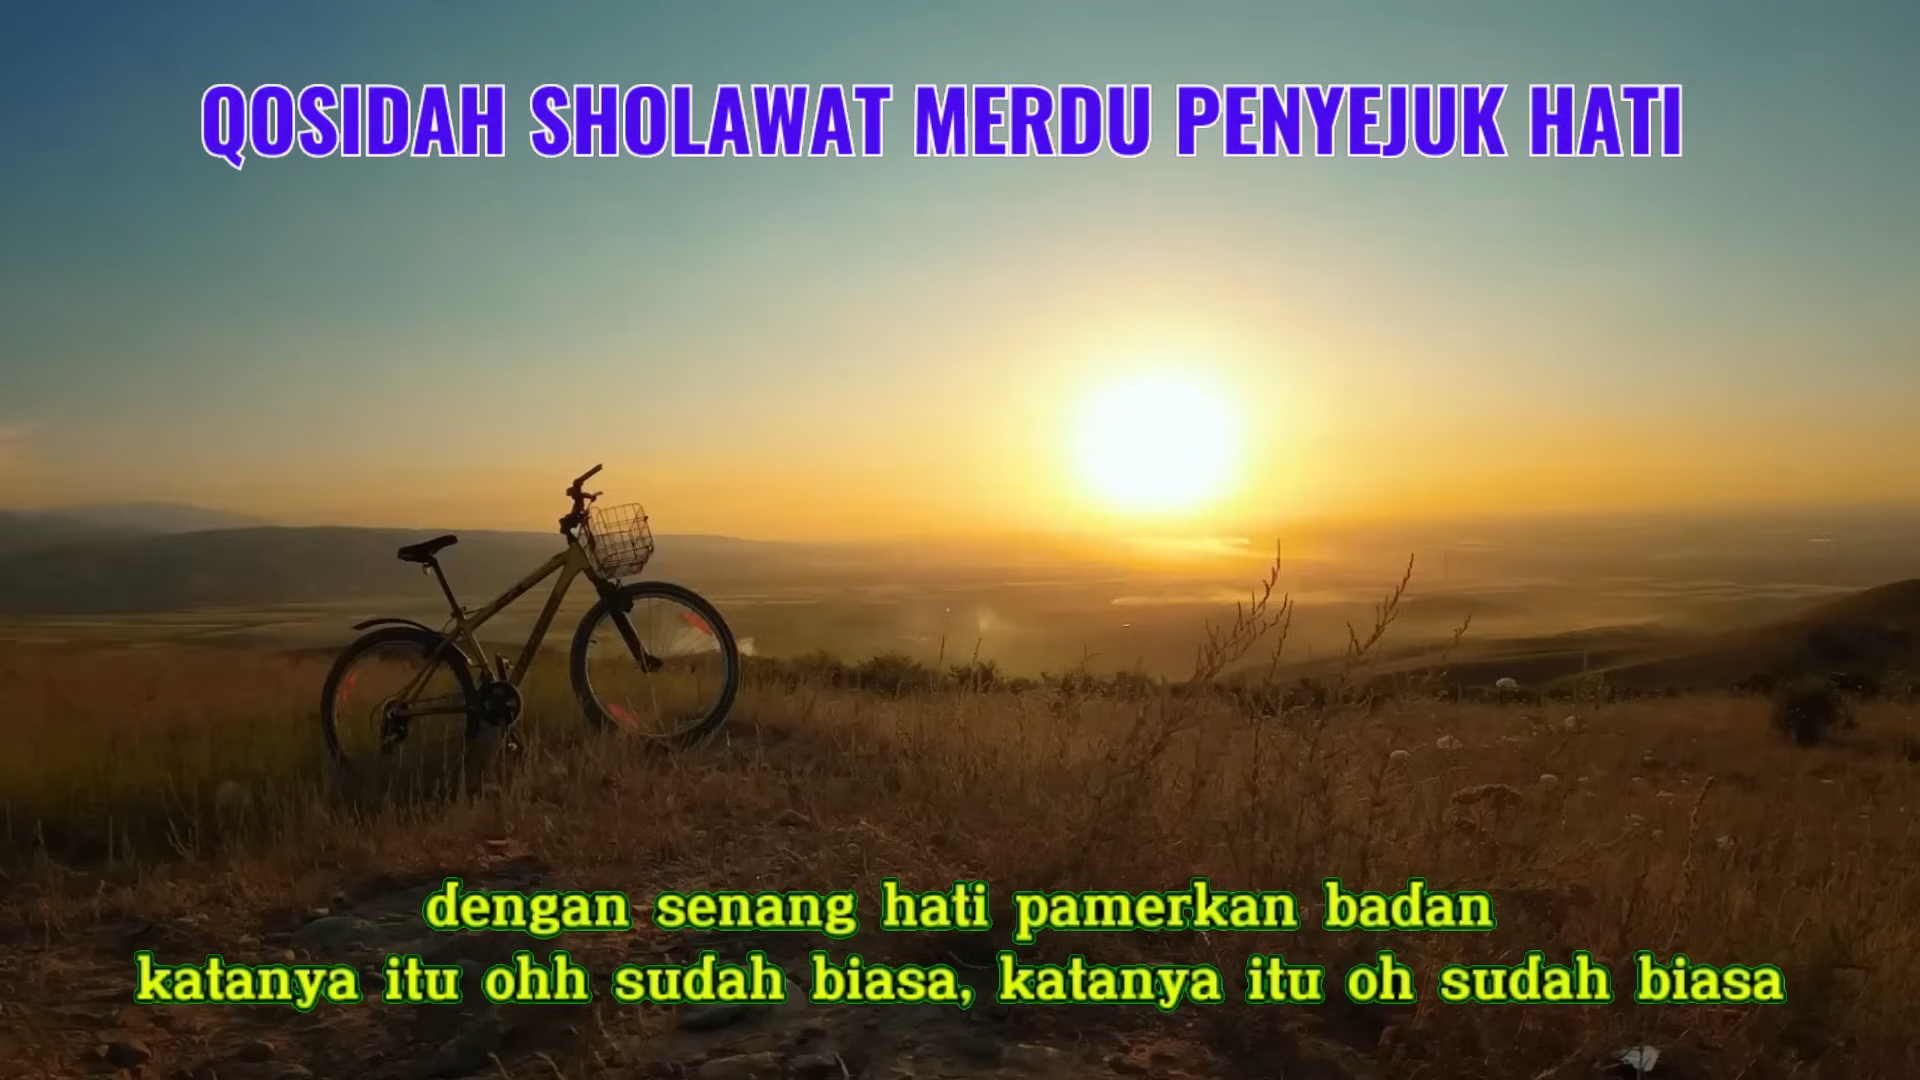 QOSIDAH SHOLAWAT MERDU PENYEJUK HATI
dengan senang hati pamerkan badan
katanya itu ohh sudah biasa, katanya itu oh sudah biasa